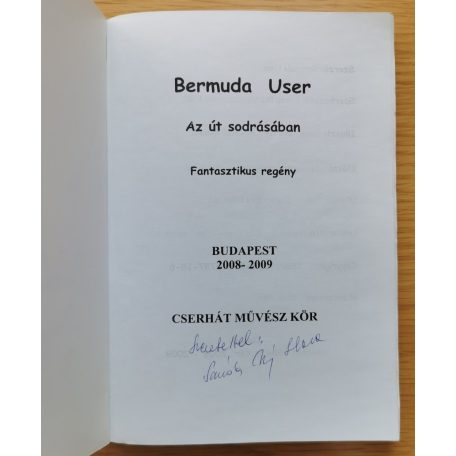 Bermuda User
Az út sodrásában
Fantasztikus regény
BUDAPEST
2008- 2009
CSERHÁT MŰVÉSZ KÖR
Szeretettel: